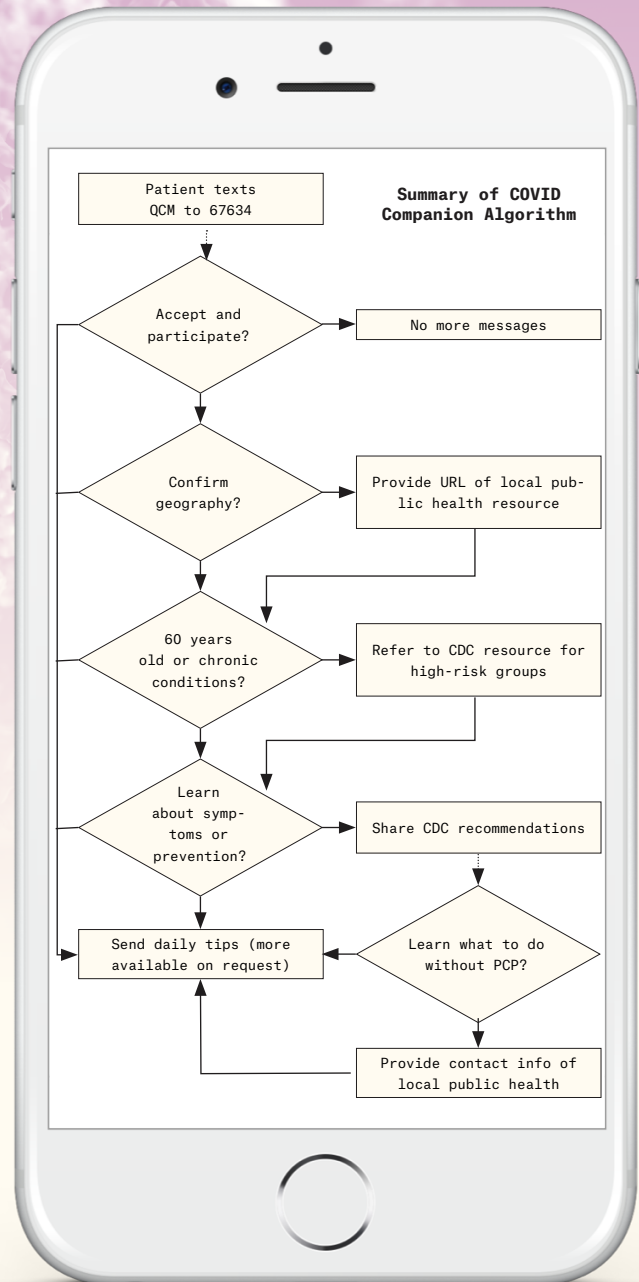 Patient texts
QCM to 67634
Summary of COVID
Companion Algorithm
Accept and
participate?
No more messages
Confirm
geography?
Provide URL of local pub-
lic health resource
60 years
old or chronic
conditions?
Refer to CDC resource for
high-risk groups
Learn
about symp-
toms or
prevention?
Share CDC recommendations
Send daily tips (more
available on request)
Learn what to do
without PCP?
Provide contact info of
local public health